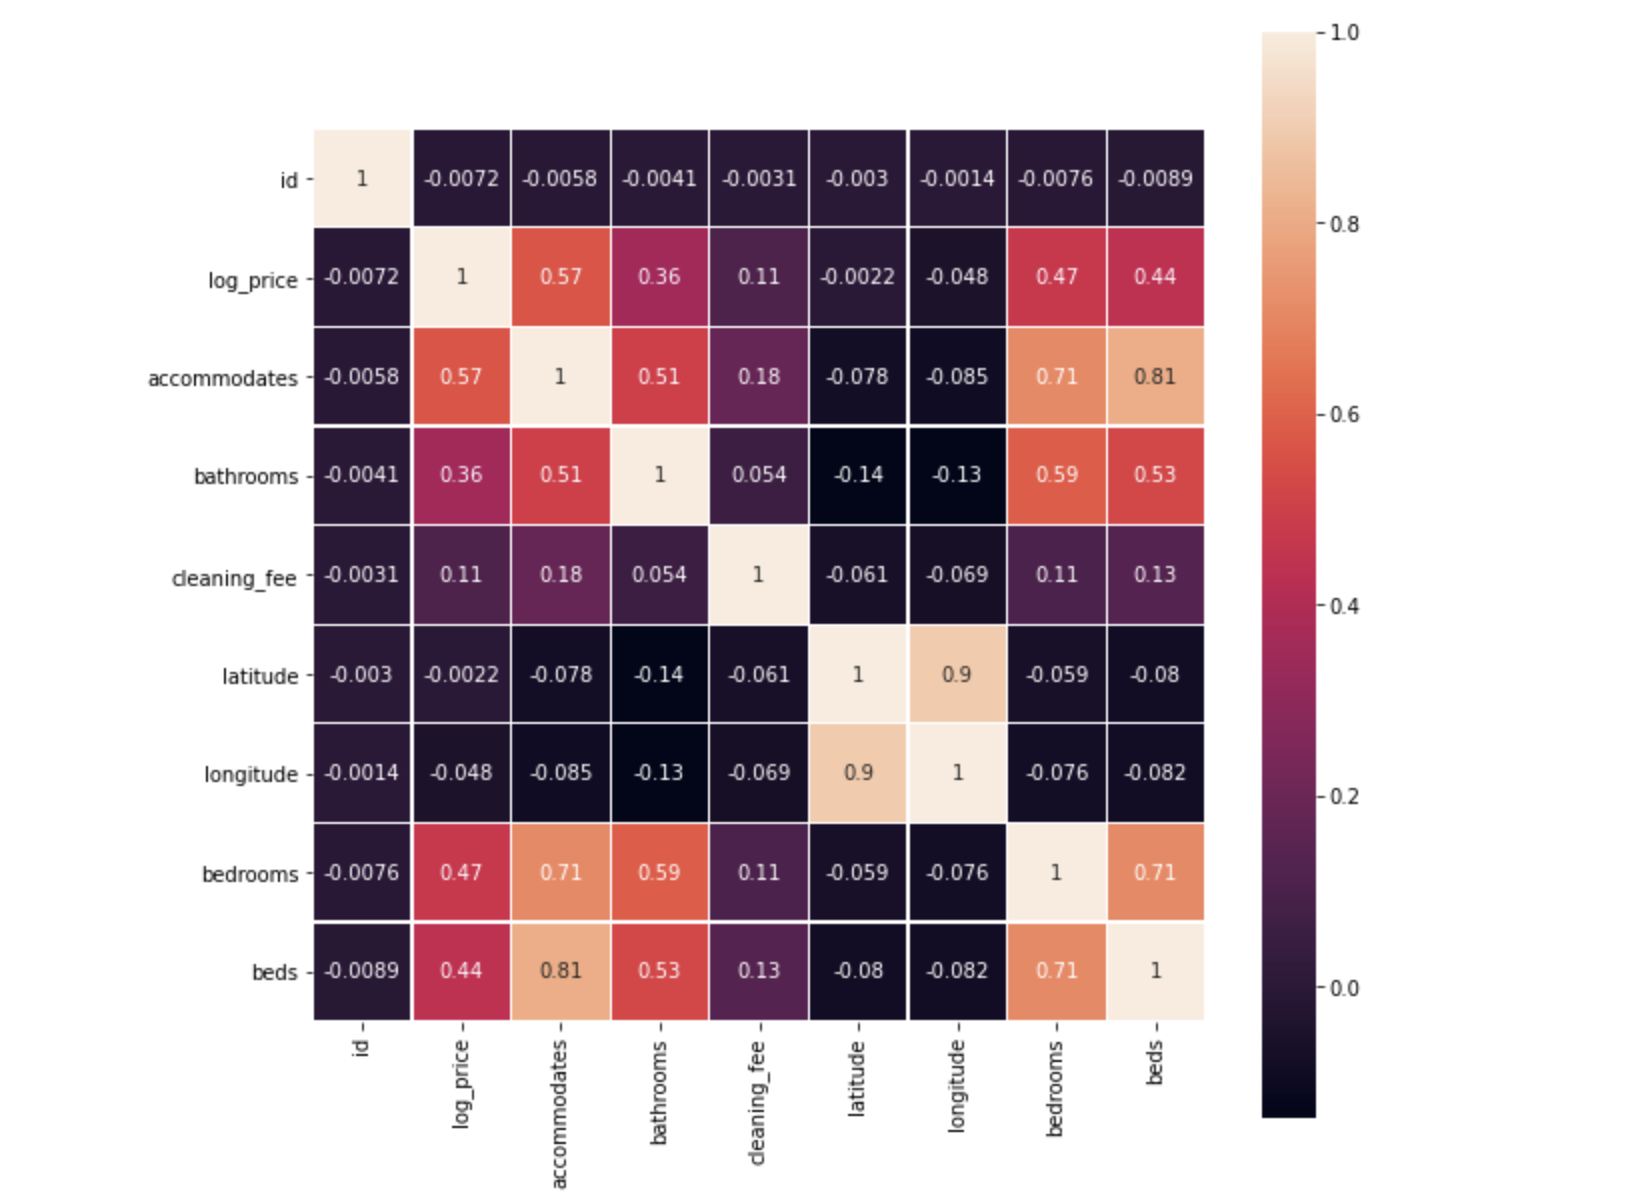 1.0
0.8
0.6
0.4
0.2
0.0
id 1 -0.0072 -0.0058 -0.0041 -0.0031 -0.003 -0.0014 -0.0076 -0.0089
log_price -0.0072 1 0.57 0.36 0.11 -0.0022 -0.048 0.47 0.44
accommodates -0.0058 0.57 1 0.51 0.18 -0.078 -0.085 0.71 0.81
bathrooms -0.0041 0.36 0.51 1 0.054 -0.14 -0.13 0.59 0.53
cleaning_fee -0.0031 0.11 0.18 0.054 1 -0.061 -0.069 0.11 0.13
latitude -0.003 -0.0022 -0.078 -0.14 -0.061 1 0.9 -0.059 -0.08
longitude -0.0014 -0.048 -0.085 -0.13 -0.069 0.9 1 -0.076 -0.082
bedrooms -0.0076 0.47 0.71 0.59 0.11 -0.059 -0.076 1 0.71
beds -0.0089 0.44 0.81 0.53 0.13 -0.08 -0.082 0.71 1
id
log_price
accommodates
bathrooms
cleaning_fee
latitude
longitude
bedrooms
beds